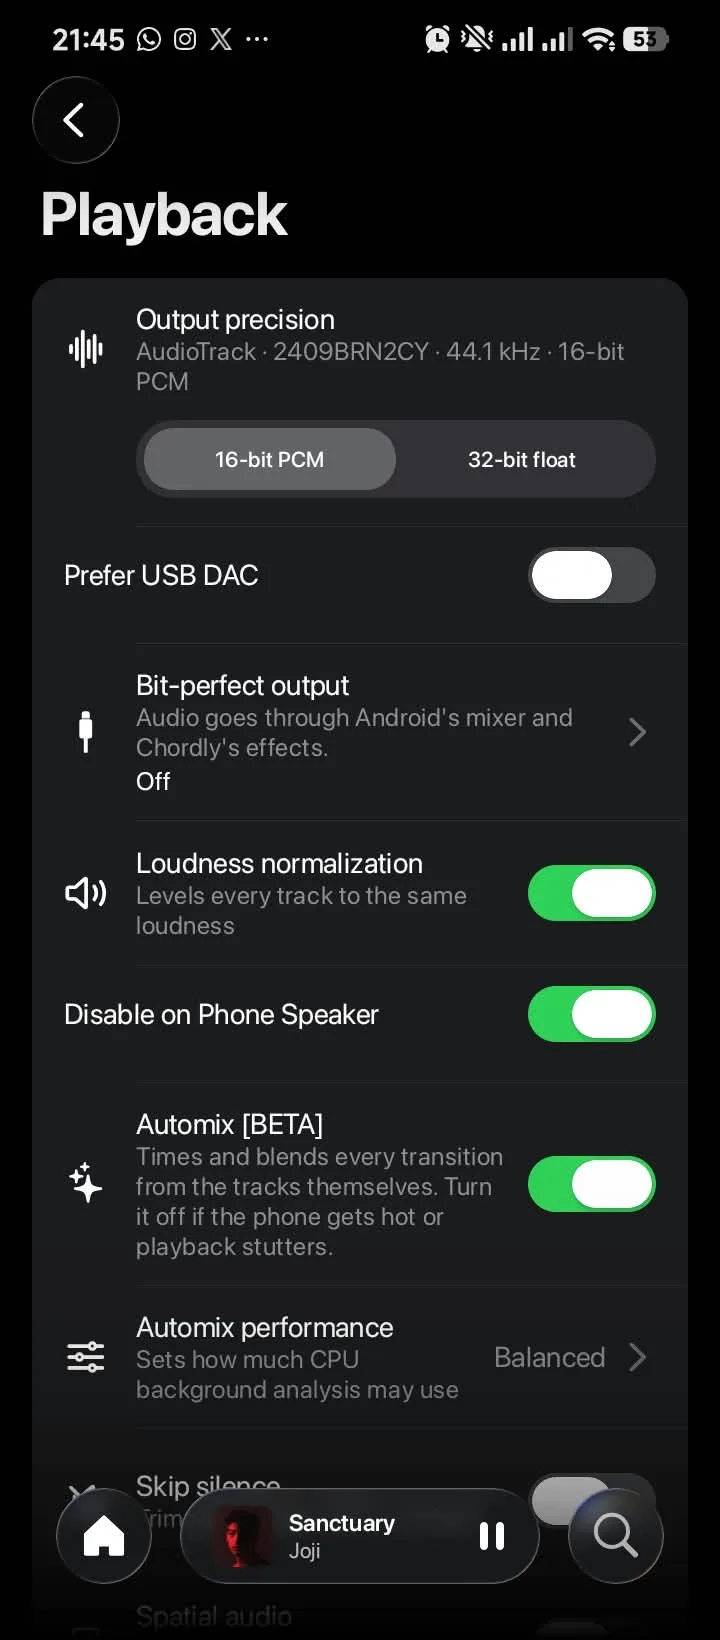 21:45
53
Playback
Output precision
AudioTrack · 2409BRN2CY · 44.1 kHz · 16-bit
PCM
16-bit PCM
32-bit float
Prefer USB DAC
Bit-perfect output
Audio goes through Android's mixer and
Chordly's effects.
Off
Loudness normalization
Levels every track to the same
loudness
Disable on Phone Speaker
Automix [BETA]
Times and blends every transition
from the tracks themselves. Turn
it off if the phone gets hot or
playback stutters.
Automix performance
Sets how much CPU
background analysis may use
Balanced
Skip silence
Sanctuary
Joji
Spatial audio